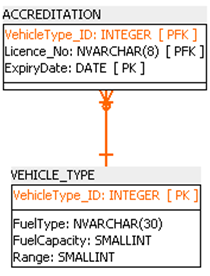 ACCREDITATION
VehicleType_ID: INTEGER [ PFK ]
Licence_No: NVARCHAR(8) [ PFK ]
ExpiryDate: DATE [ PK ]
VEHICLE_TYPE
VehicleType_ID: INTEGER [ PK ]
FuelType: NVARCHAR(30)
FuelCapacity: SMALLINT
Range: SMALLINT